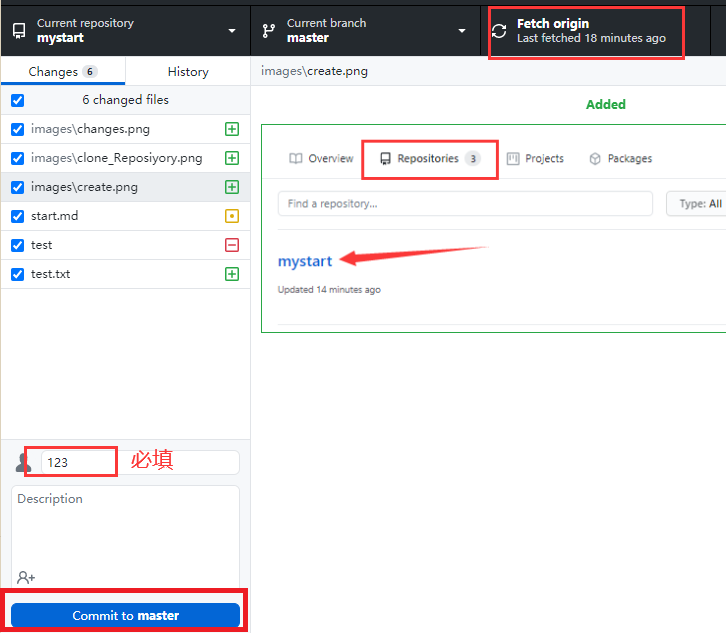 Current repository
mystart
Current branch
master
Fetch origin
Last fetched 18 minutes ago
Changes 6
History
6 changed files
images\changes.png
images\clone_Reposiyory.png
images\create.png
start.md
test
test.txt
123
必填
Description
Commit to master
images\create.png
Added
Overview
Repositories 3
Projects
Packages
Find a repository...
Type: All
mystart
Updated 14 minutes ago